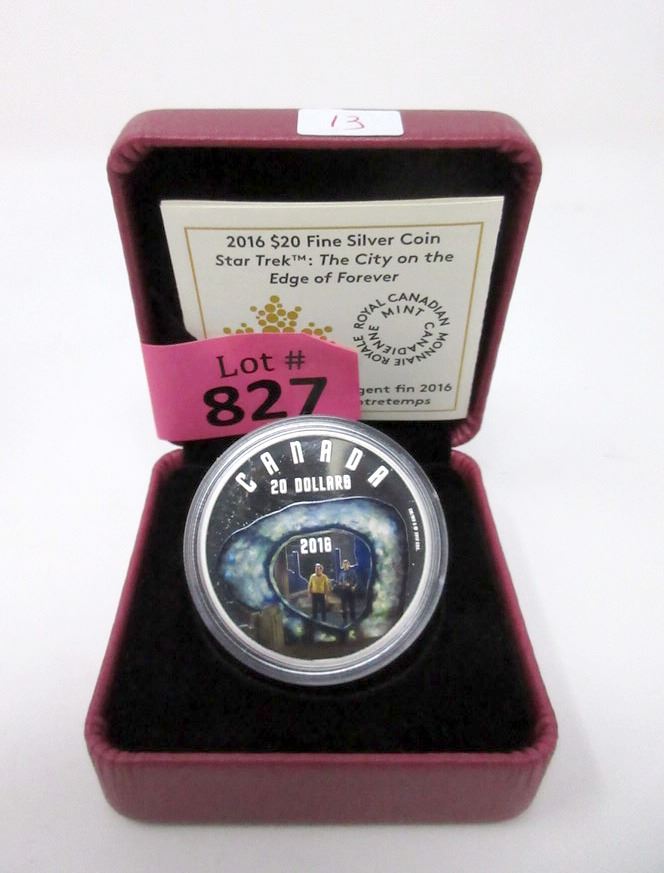 13
2016 $20 Fine Silver Coin
Star Trek™: The City on the
Edge of Forever
ROYAL CANADIAN MINT
MONNAIE ROYALE CANADIENNE
Lot #
827
gent fin 2016
tretemps
CANADA
20 DOLLARS
2016